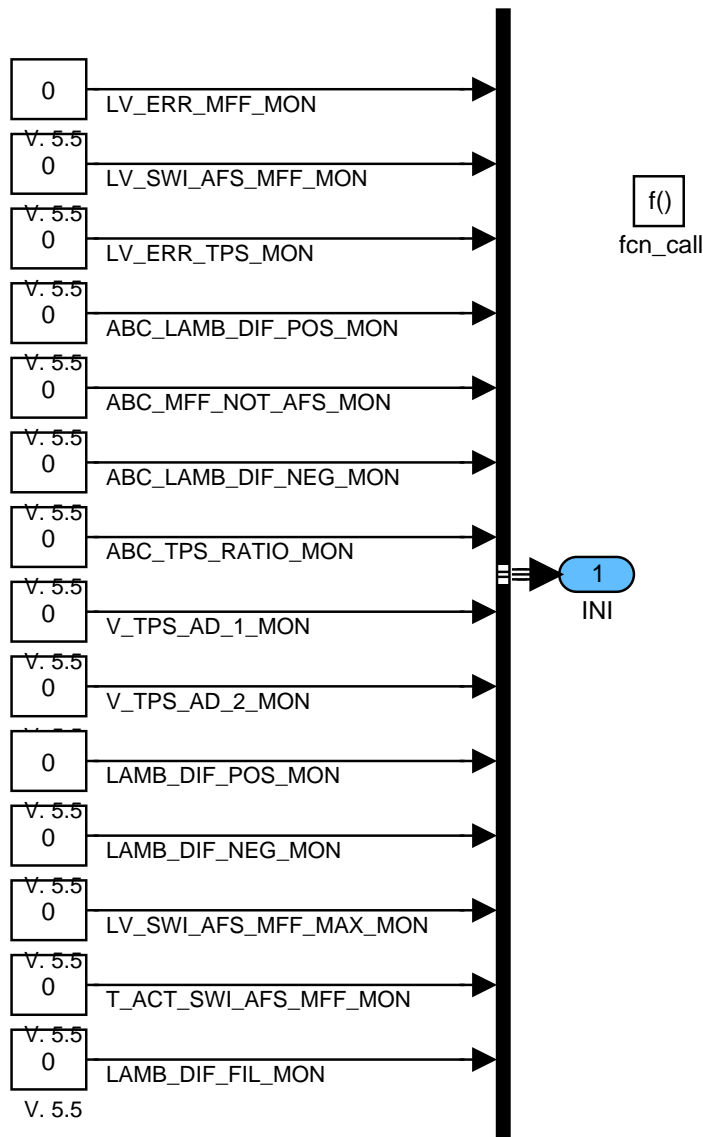 0
LV_ERR_MFF_MON
V. 5.5
0
LV_SWI_AFS_MFF_MON
V. 5.5
0
LV_ERR_TPS_MON
V. 5.5
0
ABC_LAMB_DIF_POS_MON
V. 5.5
0
ABC_MFF_NOT_AFS_MON
V. 5.5
0
ABC_LAMB_DIF_NEG_MON
V. 5.5
0
ABC_TPS_RATIO_MON
V. 5.5
0
V_TPS_AD_1_MON
V. 5.5
0
V_TPS_AD_2_MON
V. 5.5
0
LAMB_DIF_POS_MON
V. 5.5
0
LAMB_DIF_NEG_MON
V. 5.5
0
LV_SWI_AFS_MFF_MAX_MON
V. 5.5
0
T_ACT_SWI_AFS_MFF_MON
V. 5.5
0
LAMB_DIF_FIL_MON
V. 5.5
f()
fcn_call
1
INI